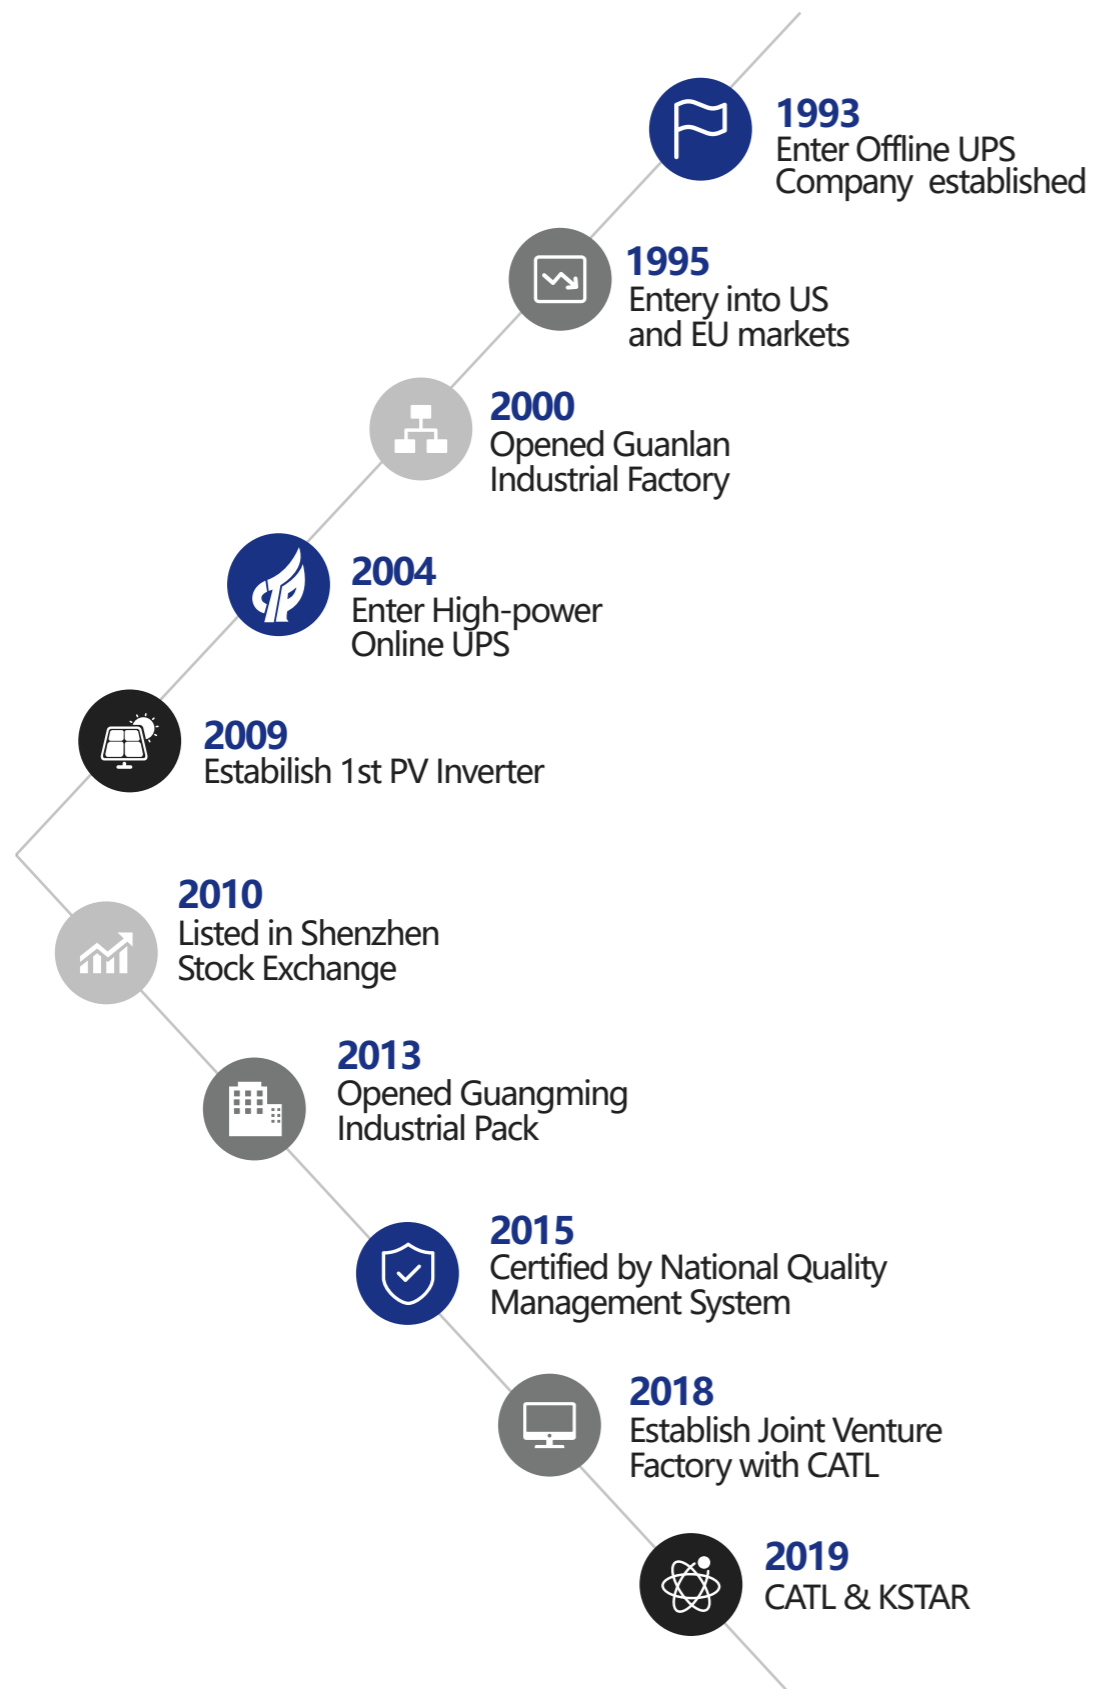 1993
Enter Offline UPS
Company established
1995
Entery into US
and EU markets
2000
Opened Guanlan
Industrial Factory
2004
Enter High-power
Online UPS
2009
Estabilish 1st PV Inverter
2010
Listed in Shenzhen
Stock Exchange
2013
Opened Guangming
Industrial Pack
2015
Certified by National Quality
Management System
2018
Establish Joint Venture
Factory with CATL
2019
CATL & KSTAR